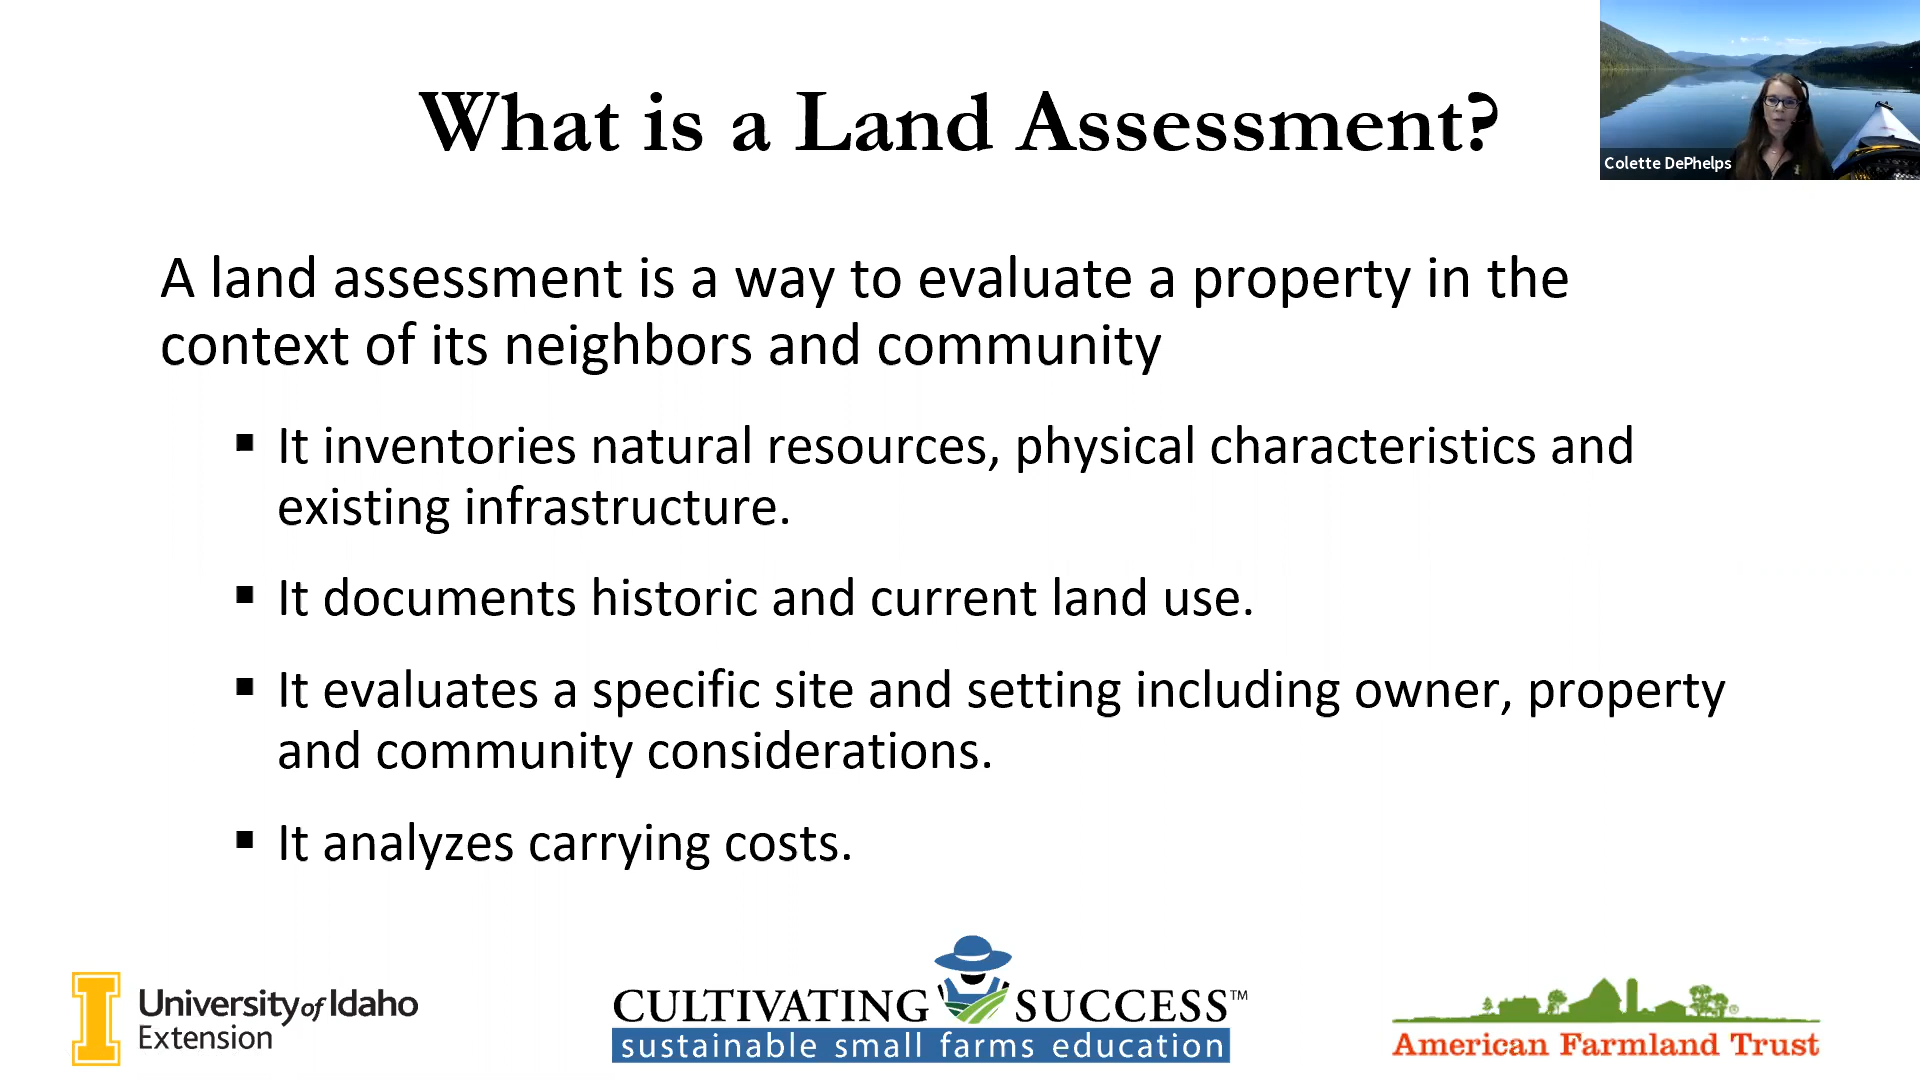 What is a Land Assessment?
Colette DePhelps
A land assessment is a way to evaluate a property in the
context of its neighbors and community
▪ It inventories natural resources, physical characteristics and
existing infrastructure.
▪ It documents historic and current land use.
▪ It evaluates a specific site and setting including owner, property
and community considerations.
▪ It analyzes carrying costs.
I University of Idaho
Extension
CULTIVATING SUCCESS™
sustainable small farms education
American Farmland Trust